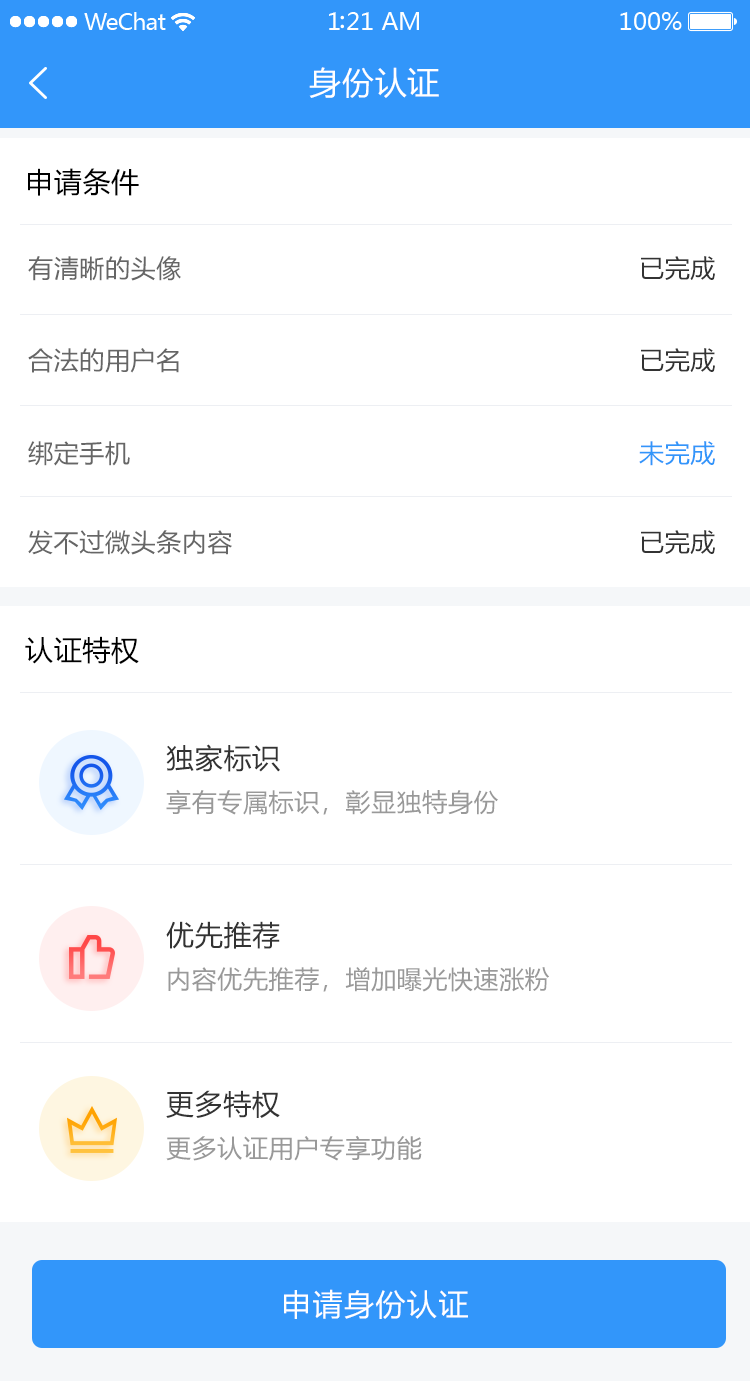 WeChat 1:21 AM 100%
身份认证
申请条件
有清晰的头像 已完成
合法的用户名 已完成
绑定手机 未完成
发不过微头条内容 已完成
认证特权
独家标识
享有专属标识，彰显独特身份
优先推荐
内容优先推荐，增加曝光快速涨粉
更多特权
更多认证用户专享功能
申请身份认证